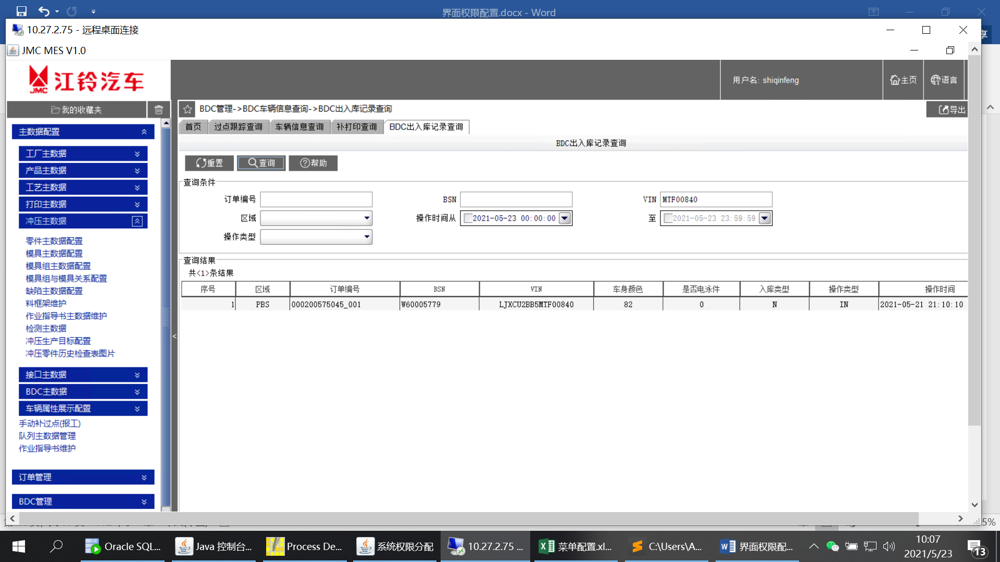 界面权限配置.docx - Word
10.27.2.75 - 远程桌面连接
JMC MES V1.0
JMC 江铃汽车
用户名: shiqinfeng
主页
语言
我的收藏夹
BDC管理->BDC车辆信息查询->BDC出入库记录查询
导出
首页 过点跟踪查询 车辆信息查询 补打印查询 BDC出入库记录查询
BDC出入库记录查询
重置 查询 帮助
查询条件
订单编号 BSN VIN MTF00840
区域 操作时间从 2021-05-23 00:00:00 至 2021-05-23 23:59:59
操作类型
查询结果
共<1>条结果
序号 区域 订单编号 BSN VIN 车身颜色 是否电泳件 入库类型 操作类型 操作时间
1 PBS 000200575045_001 W60005779 LJXCU2BB5MTF00840 82 0 N IN 2021-05-21 21:10:10
主数据配置
工厂主数据
产品主数据
工艺主数据
打印主数据
冲压主数据
零件主数据配置
模具主数据配置
模具组主数据配置
模具组与模具关系配置
缺陷主数据配置
料框架维护
作业指导书主数据维护
检测主数据
冲压生产目标配置
冲压零件历史检查表图片
接口主数据
BDC主数据
车辆属性展示配置
手动补过点(报工)
队列主数据管理
作业指导书维护
订单管理
BDC管理
5%
Oracle SQL...
Java 控制台...
Process De...
系统权限分配
10.27.2.75 ...
菜单配置.xl...
C:\Users\A...
界面权限配...
10:07
2021/5/23
13